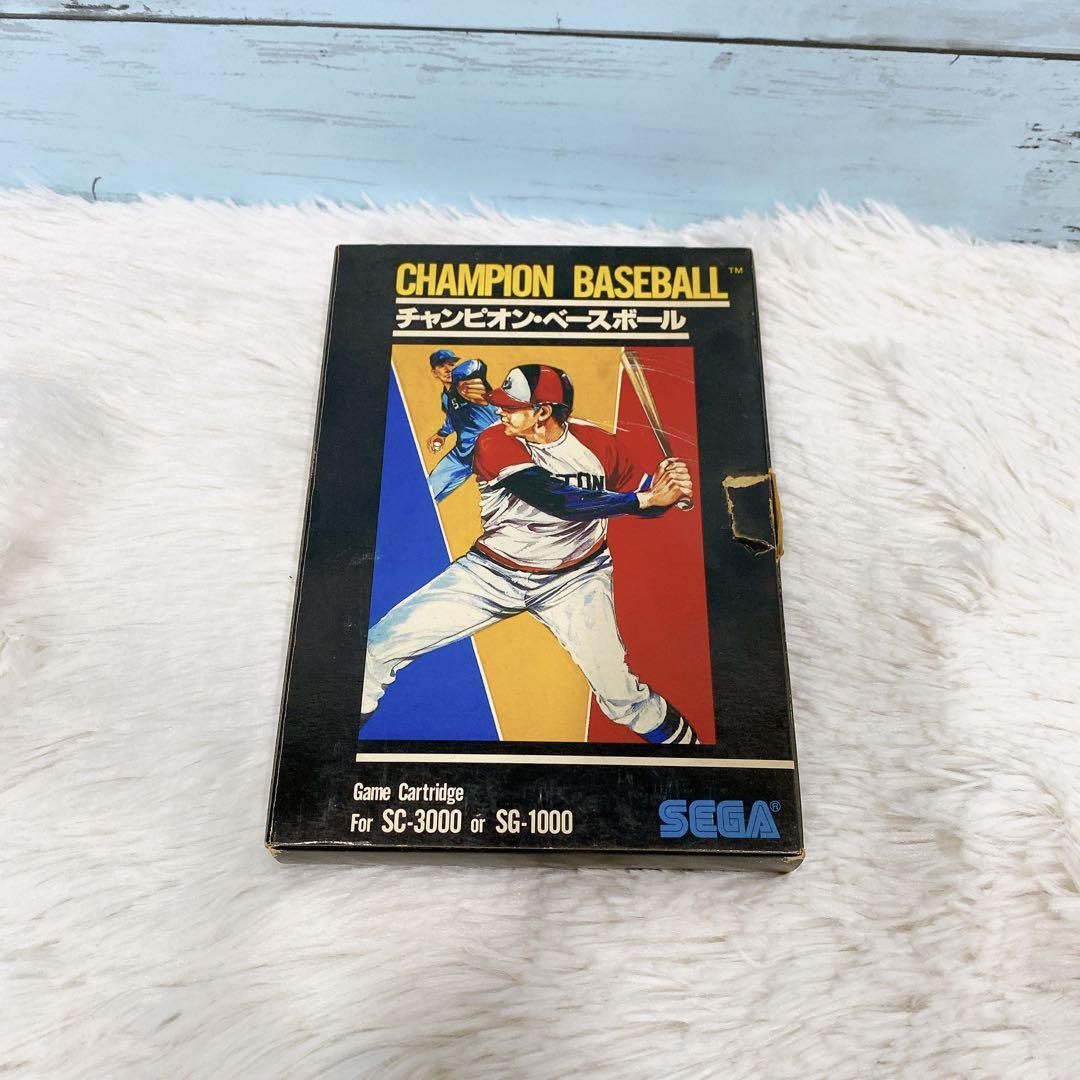 CHAMPION BASEBALL™
チャンピオン・ベースボール
S
TON
Game Cartridge
For SC-3000 or SG-1000
SEGA®